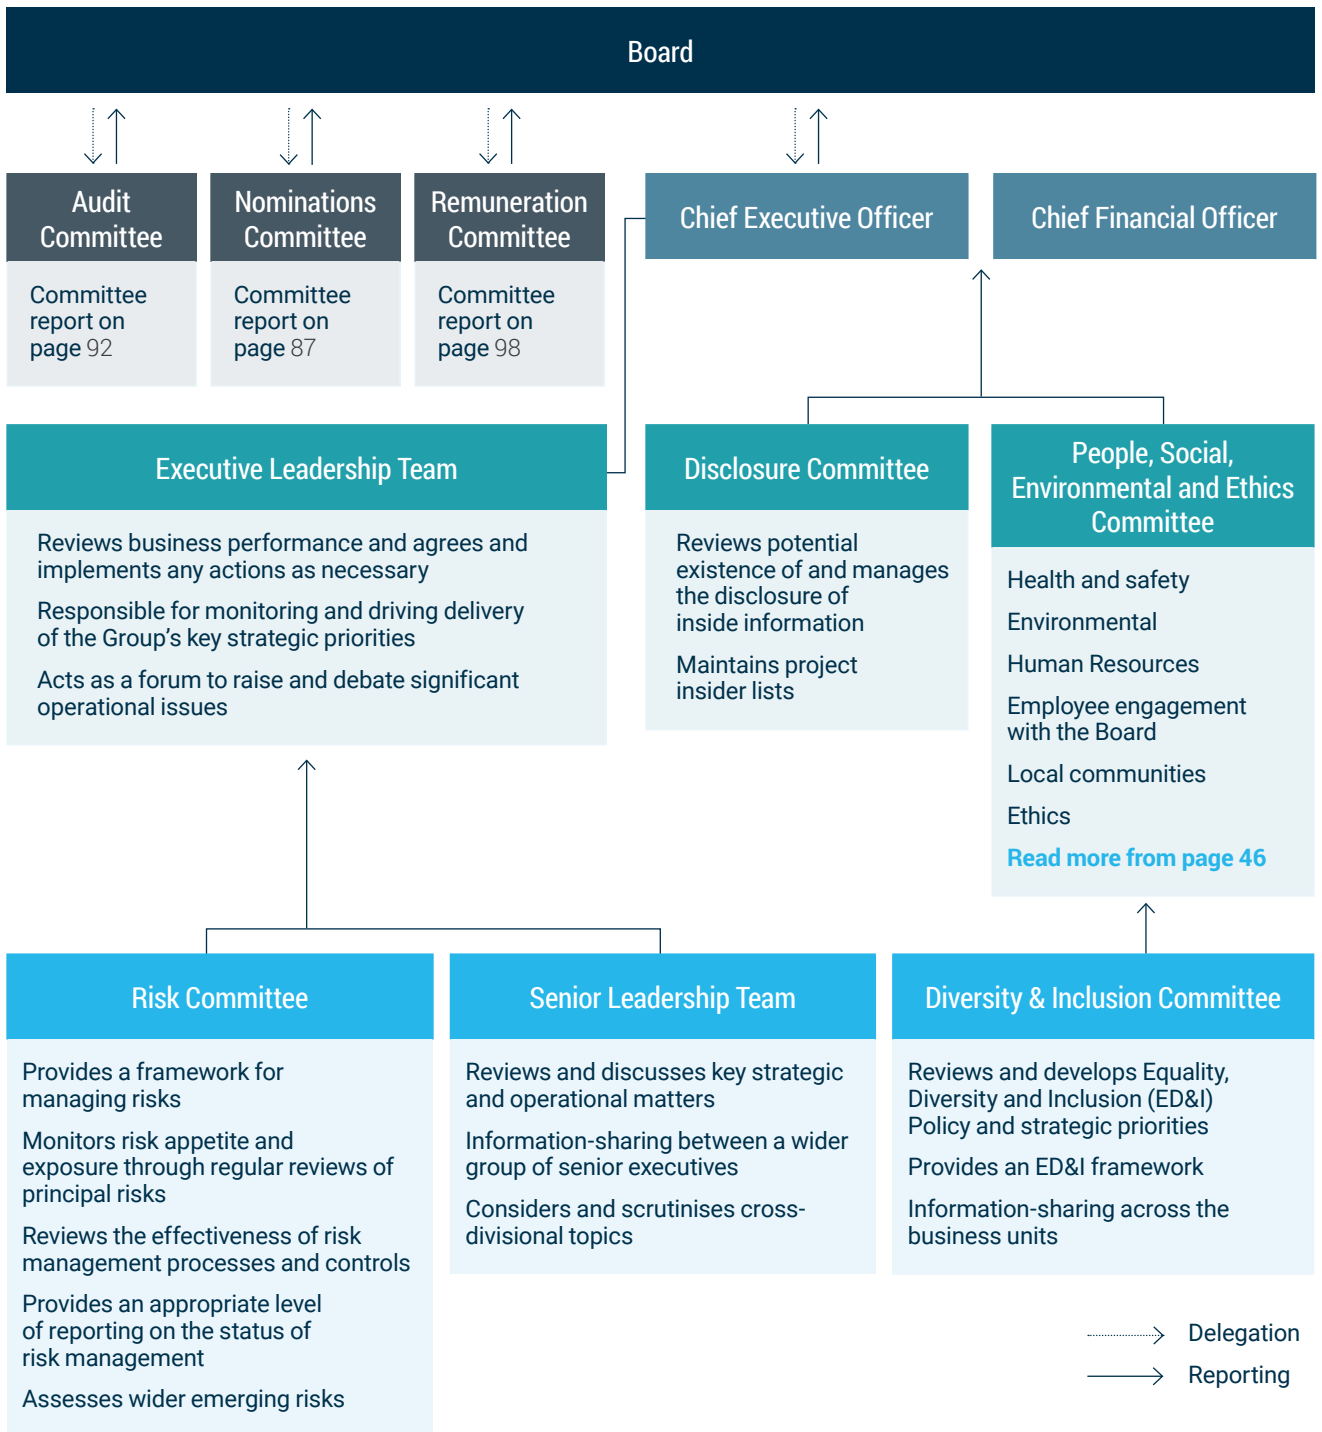 Board
Audit
Committee
Committee
report on
page 92
Nominations
Committee
Committee
report on
page 87
Remuneration
Committee
Committee
report on
page 98
Chief Executive Officer
Chief Financial Officer
Executive Leadership Team
Reviews business performance and agrees and
implements any actions as necessary
Responsible for monitoring and driving delivery
of the Group's key strategic priorities
Acts as a forum to raise and debate significant
operational issues
Disclosure Committee
Reviews potential
existence of and manages
the disclosure of
inside information
Maintains project
insider lists
People, Social,
Environmental and Ethics
Committee
Health and safety
Environmental
Human Resources
Employee engagement
with the Board
Local communities
Ethics
Read more from page 46
Risk Committee
Provides a framework for
managing risks
Monitors risk appetite and
exposure through regular reviews of
principal risks
Reviews the effectiveness of risk
management processes and controls
Provides an appropriate level
of reporting on the status of
risk management
Assesses wider emerging risks
Senior Leadership Team
Reviews and discusses key strategic
and operational matters
Information-sharing between a wider
group of senior executives
Considers and scrutinises cross-
divisional topics
Diversity & Inclusion Committee
Reviews and develops Equality,
Diversity and Inclusion (ED&I)
Policy and strategic priorities
Provides an ED&I framework
Information-sharing across the
business units
Delegation
Reporting